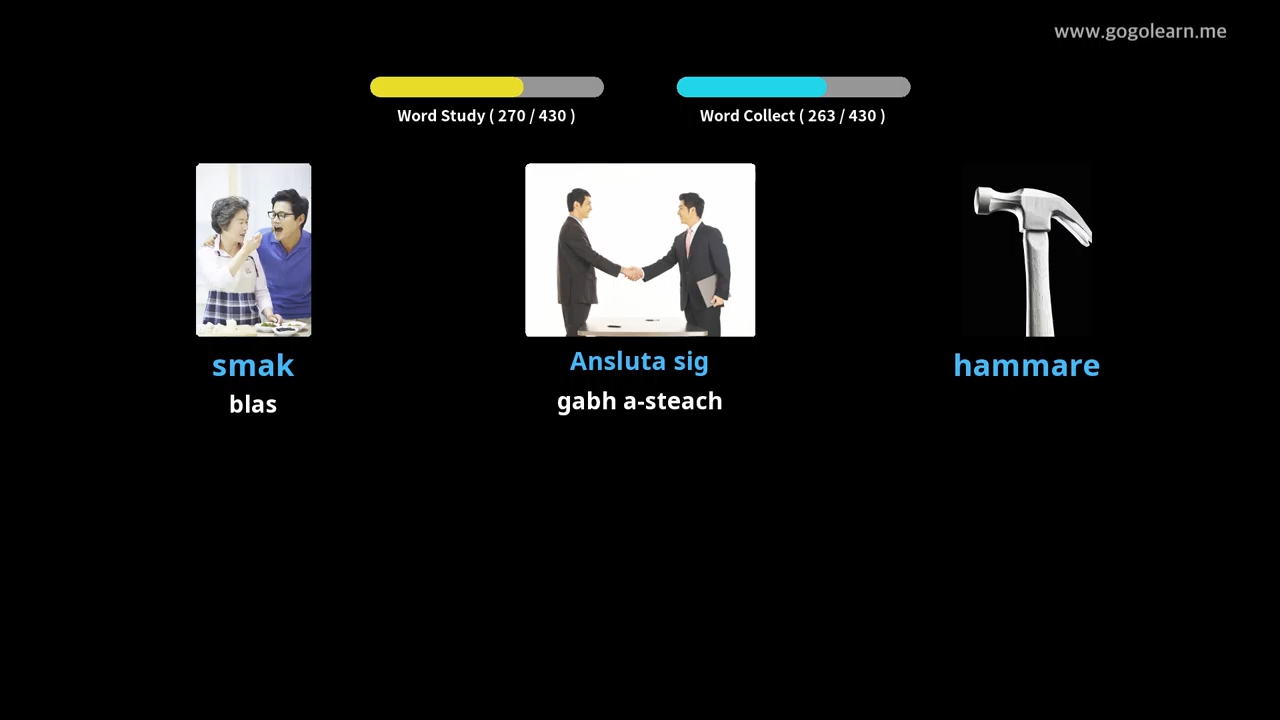 www.gogolearn.me
Word Study ( 270 / 430 )
Word Collect ( 263 / 430 )
smak
Ansluta sig
hammare
blas
gabh a-steach